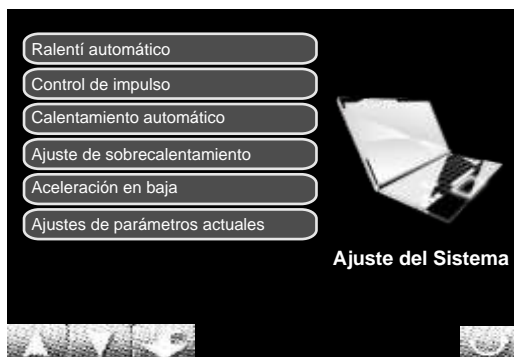 Ralentí automático
Control de impulso
Calentamiento automático
Ajuste de sobrecalentamiento
Aceleración en baja
Ajustes de parámetros actuales
Ajuste del Sistema